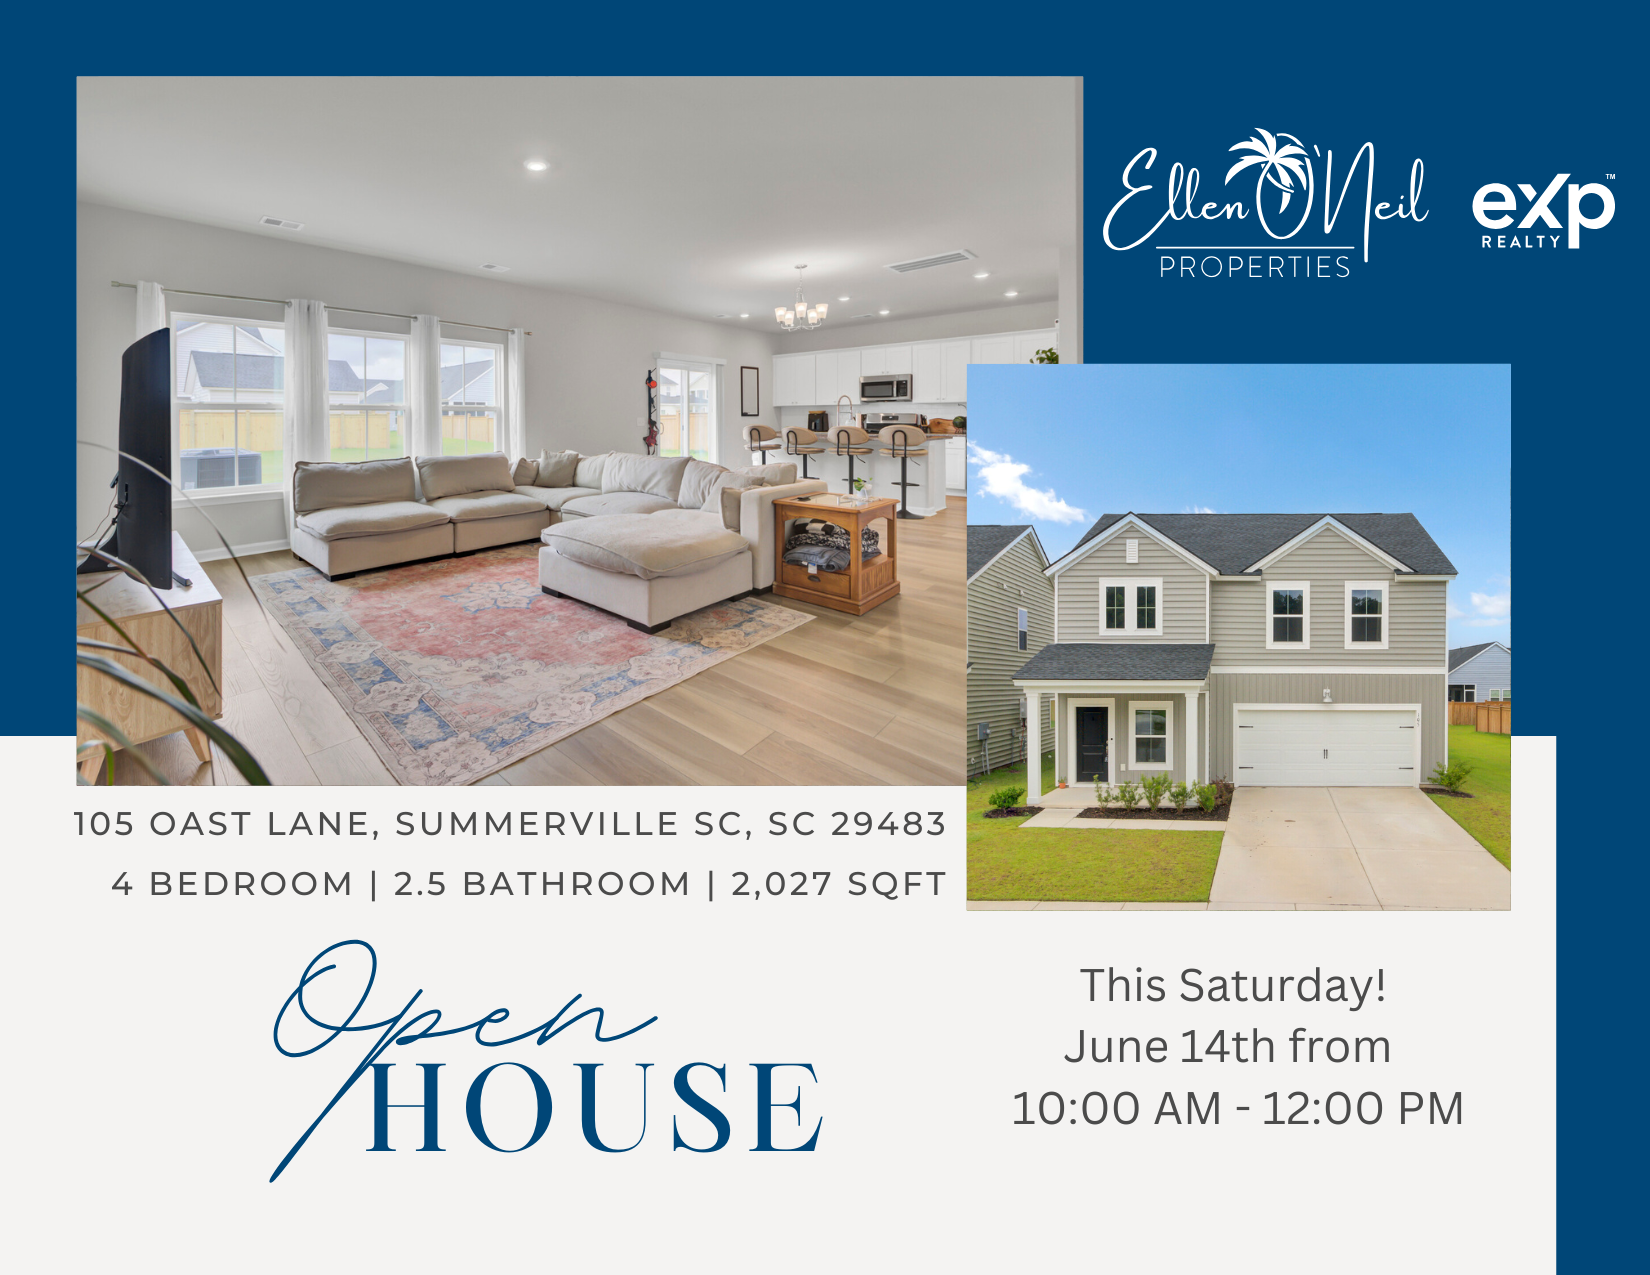 Ellen O'Neil
PROPERTIES
eXp™
REALTY
105 OAST LANE, SUMMERVILLE SC, SC 29483
4 BEDROOM | 2.5 BATHROOM | 2,027 SQFT
Open
HOUSE
This Saturday!
June 14th from
10:00 AM - 12:00 PM